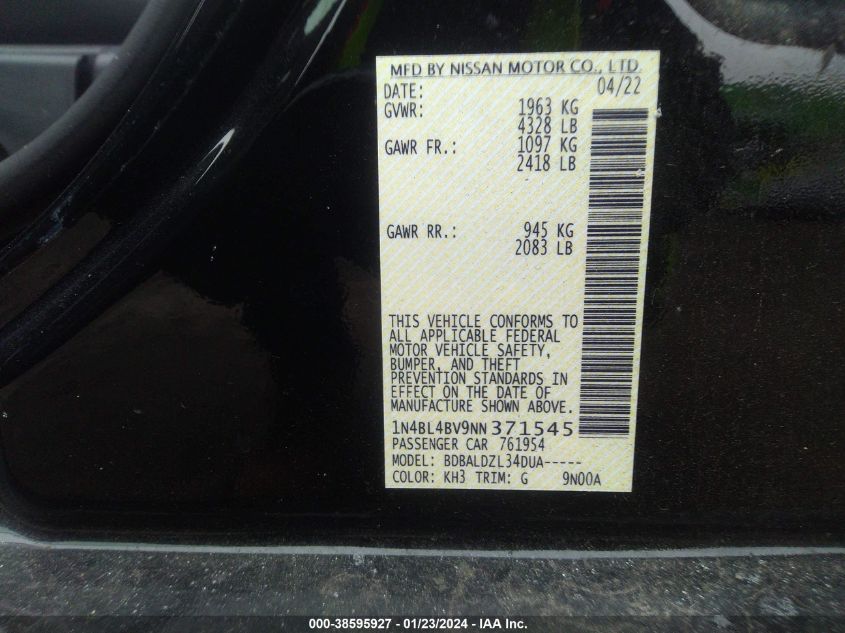 MFD BY NISSAN MOTOR CO., LTD.
DATE: 04/22
GVWR: 1963 KG
4328 LB
GAWR FR.: 1097 KG
2418 LB
GAWR RR.: 945 KG
2083 LB
THIS VEHICLE CONFORMS TO
ALL APPLICABLE FEDERAL
MOTOR VEHICLE SAFETY,
BUMPER, AND THEFT
PREVENTION STANDARDS IN
EFFECT ON THE DATE OF
MANUFACTURE SHOWN ABOVE.
1N4BL4BV9NN371545
PASSENGER CAR 761954
MODEL: BDBALDZL34DUA-----
COLOR: KH3 TRIM: G 9N00A
000-38595927 - 01/23/2024 - IAA Inc.